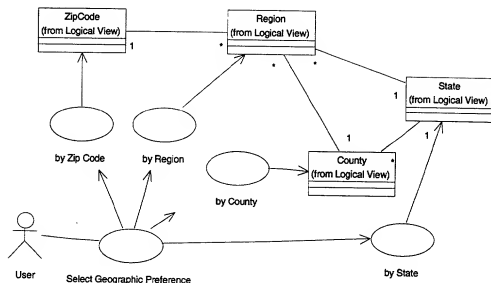 ZipCode
(from Logical View)
Region
(from Logical View)
1
*
*
*
State
(from Logical View)
1
1
1
by Zip Code
by Region
County
(from Logical View)
*
by County
User
Select Geographic Preference
by State